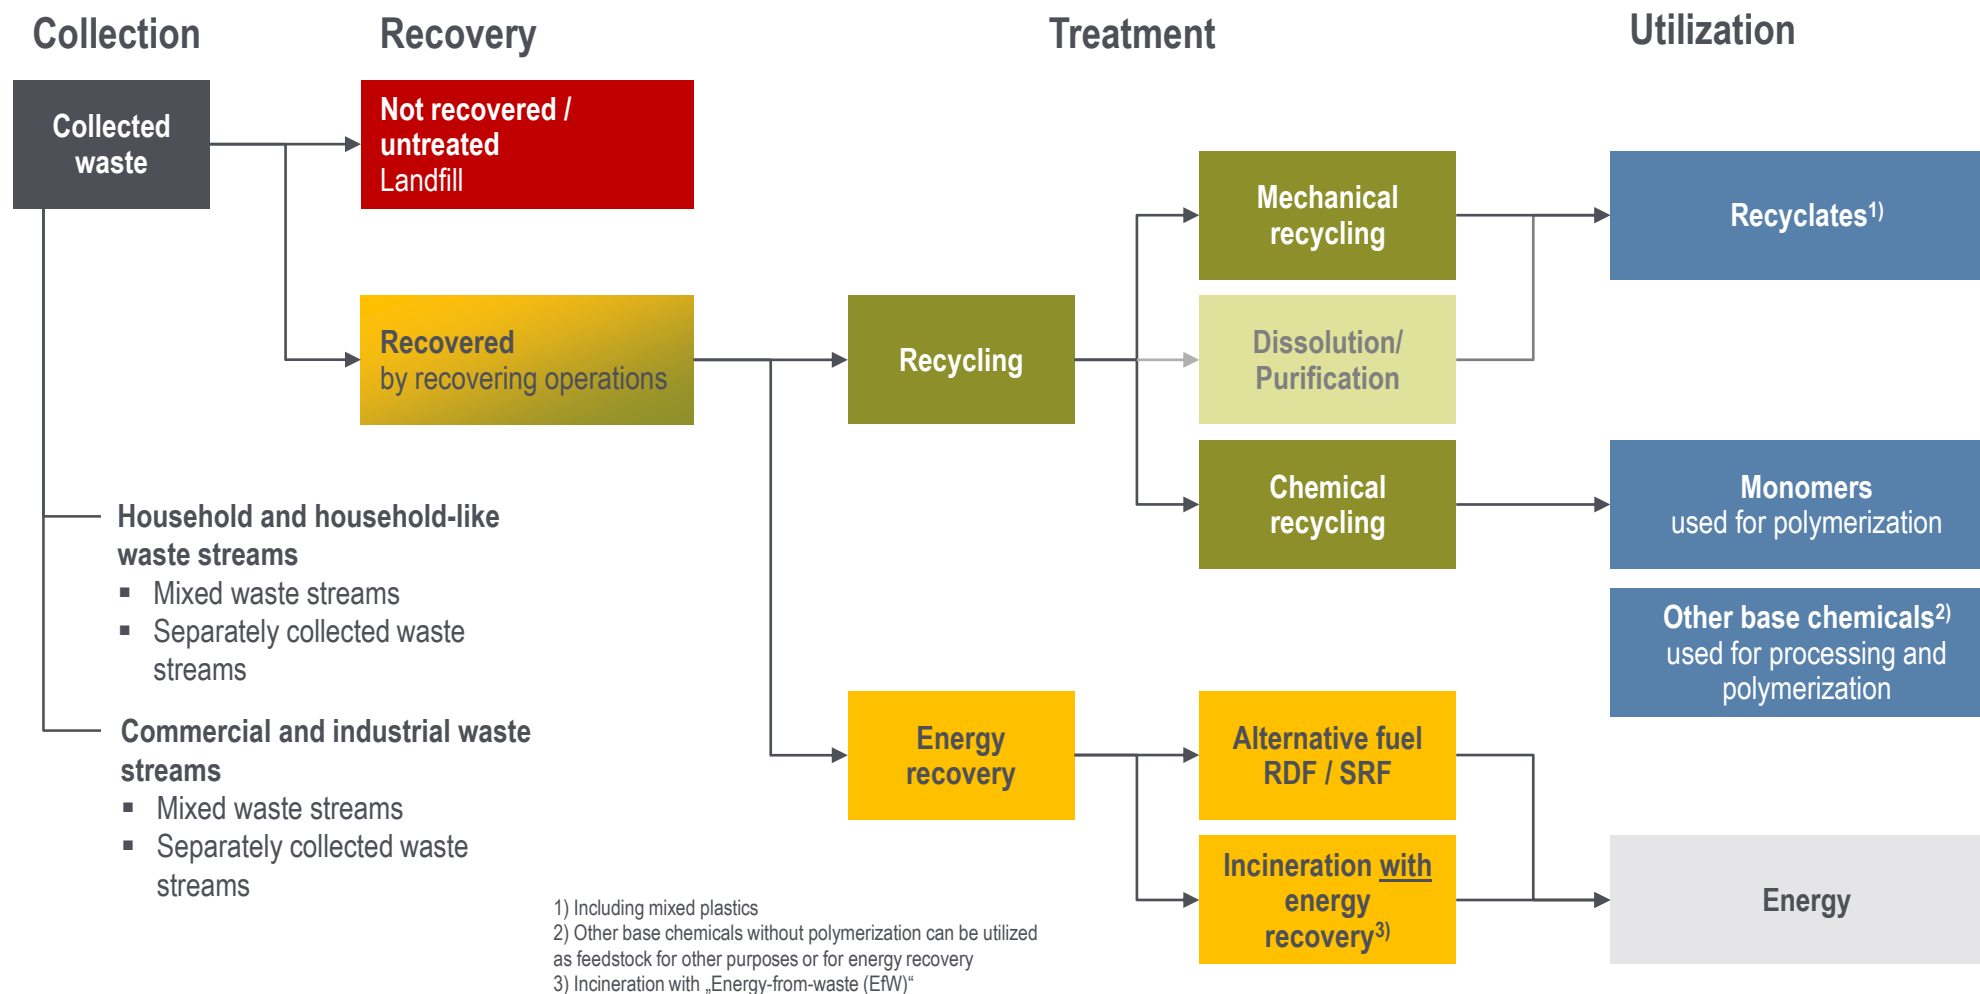 Collection
Recovery
Treatment
Utilization
Collected
waste
Not recovered /
untreated
Landfill
Mechanical
recycling
Recyclates1)
Recovered
by recovering operations
Recycling
Dissolution/
Purification
Chemical
recycling
Monomers
used for polymerization
Household and household-like
waste streams
▪ Mixed waste streams
▪ Separately collected waste
streams
Other base chemicals2)
used for processing and
polymerization
Commercial and industrial waste
streams
▪ Mixed waste streams
▪ Separately collected waste
streams
Energy
recovery
Alternative fuel
RDF / SRF
Incineration with
energy
recovery3)
Energy
1) Including mixed plastics
2) Other base chemicals without polymerization can be utilized
as feedstock for other purposes or for energy recovery
3) Incineration with „Energy-from-waste (EfW)“